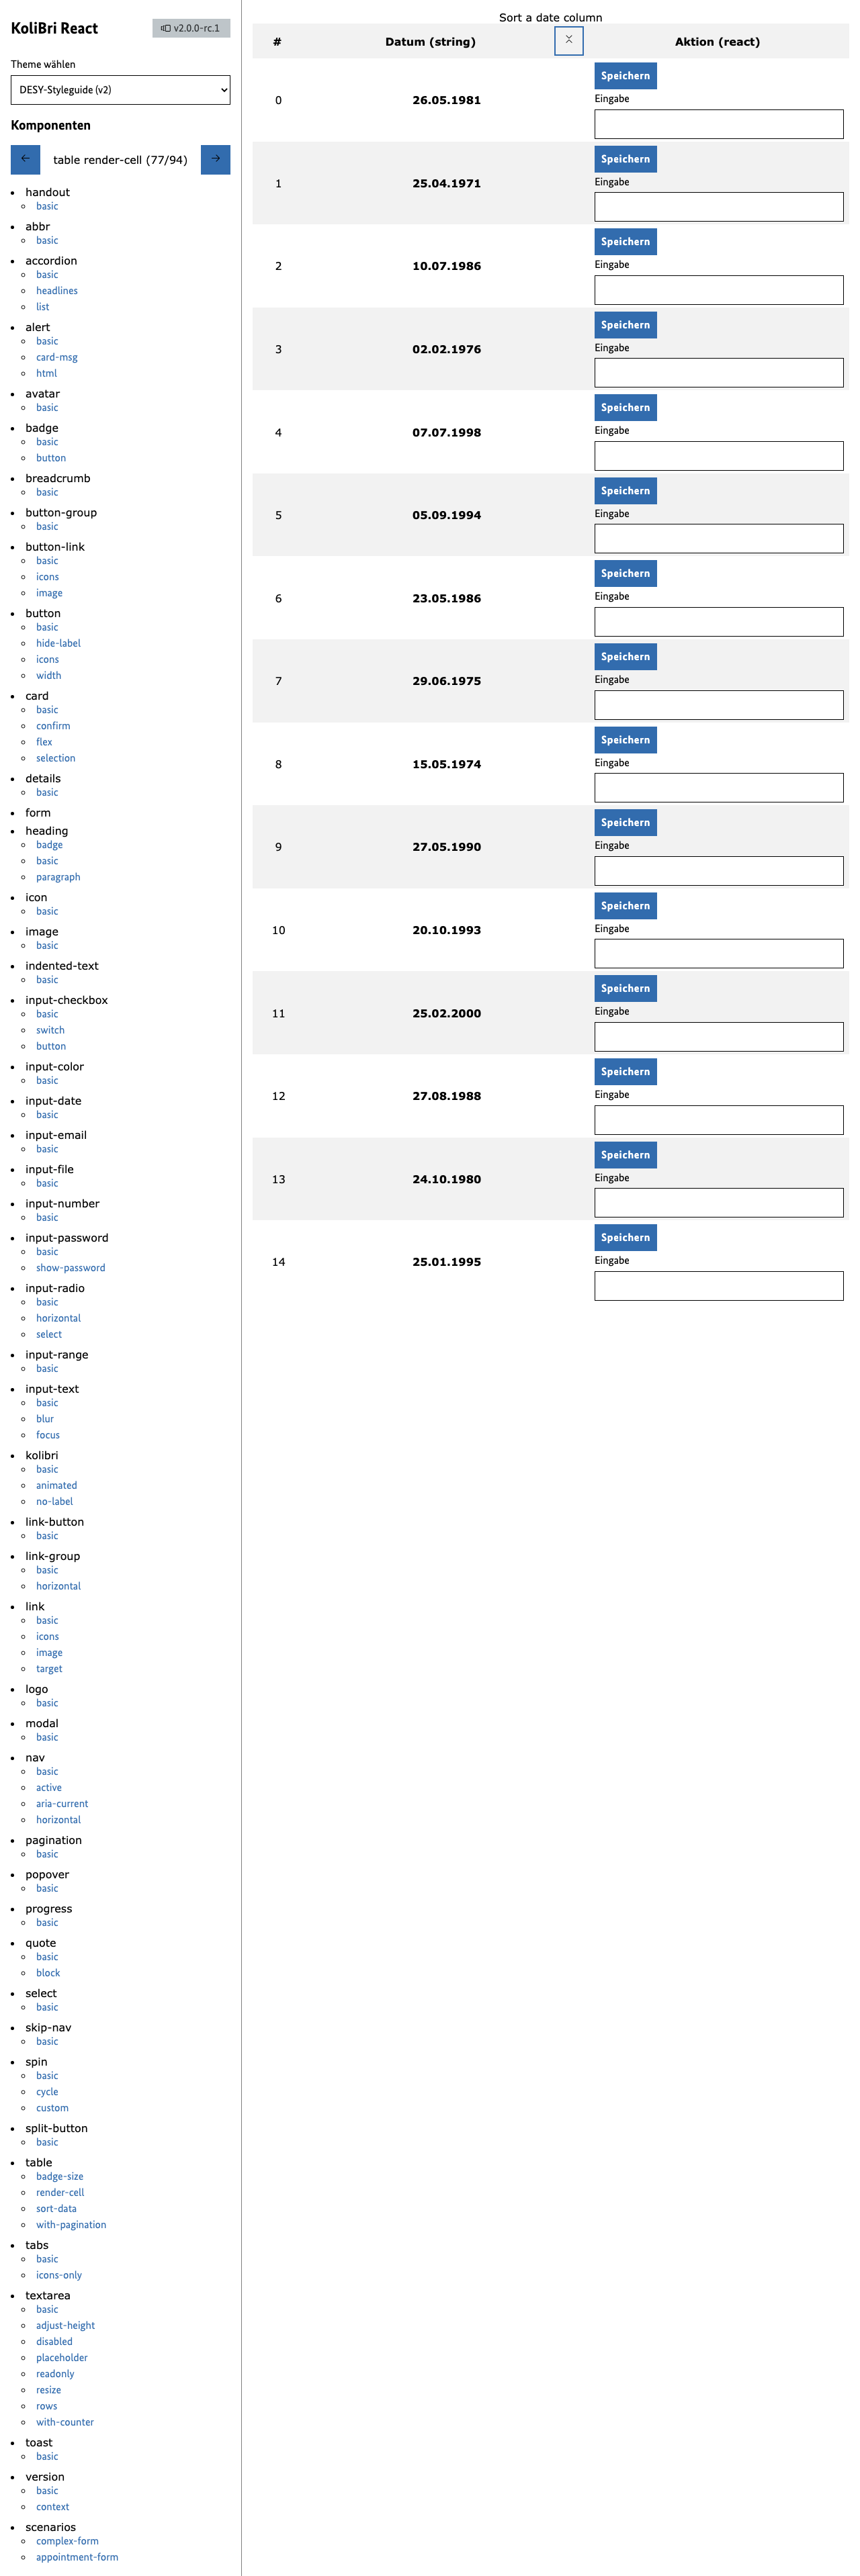 KoliBri React
v2.0.0-rc.1
Theme wählen
DESY-Styleguide (v2)
Komponenten
table render-cell (77/94)
handout
basic
abbr
basic
accordion
basic
headlines
list
alert
basic
card-msg
html
avatar
basic
badge
basic
button
breadcrumb
basic
button-group
basic
button-link
basic
icons
image
button
basic
hide-label
icons
width
card
basic
confirm
flex
selection
details
basic
form
heading
badge
basic
paragraph
icon
basic
image
basic
indented-text
basic
input-checkbox
basic
switch
button
input-color
basic
input-date
basic
input-email
basic
input-file
basic
input-number
basic
input-password
basic
show-password
input-radio
basic
horizontal
select
input-range
basic
input-text
basic
blur
focus
kolibri
basic
animated
no-label
link-button
basic
link-group
basic
horizontal
link
basic
icons
image
target
logo
basic
modal
basic
nav
basic
active
aria-current
horizontal
pagination
basic
popover
basic
progress
basic
quote
basic
block
select
basic
skip-nav
basic
spin
basic
cycle
custom
split-button
basic
table
badge-size
render-cell
sort-data
with-pagination
tabs
basic
icons-only
textarea
basic
adjust-height
disabled
placeholder
readonly
resize
rows
with-counter
toast
basic
version
basic
context
scenarios
complex-form
appointment-form
Sort a date column
# Datum (string) Aktion (react)
Speichern
0 26.05.1981 Eingabe
Speichern
1 25.04.1971 Eingabe
Speichern
2 10.07.1986 Eingabe
Speichern
3 02.02.1976 Eingabe
Speichern
4 07.07.1998 Eingabe
Speichern
5 05.09.1994 Eingabe
Speichern
6 23.05.1986 Eingabe
Speichern
7 29.06.1975 Eingabe
Speichern
8 15.05.1974 Eingabe
Speichern
9 27.05.1990 Eingabe
Speichern
10 20.10.1993 Eingabe
Speichern
11 25.02.2000 Eingabe
Speichern
12 27.08.1988 Eingabe
Speichern
13 24.10.1980 Eingabe
Speichern
14 25.01.1995 Eingabe